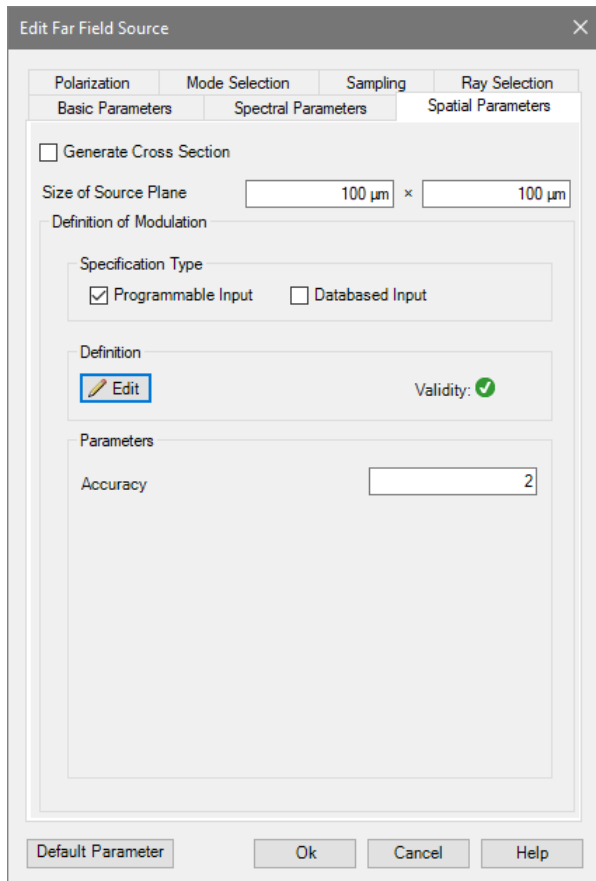 Edit Far Field Source
Polarization Mode Selection Sampling Ray Selection
Basic Parameters Spectral Parameters Spatial Parameters
Generate Cross Section
Size of Source Plane 100 µm × 100 µm
Definition of Modulation
Specification Type
Programmable Input Databased Input
Definition
Edit Validity:
Parameters
Accuracy 2
Default Parameter Ok Cancel Help